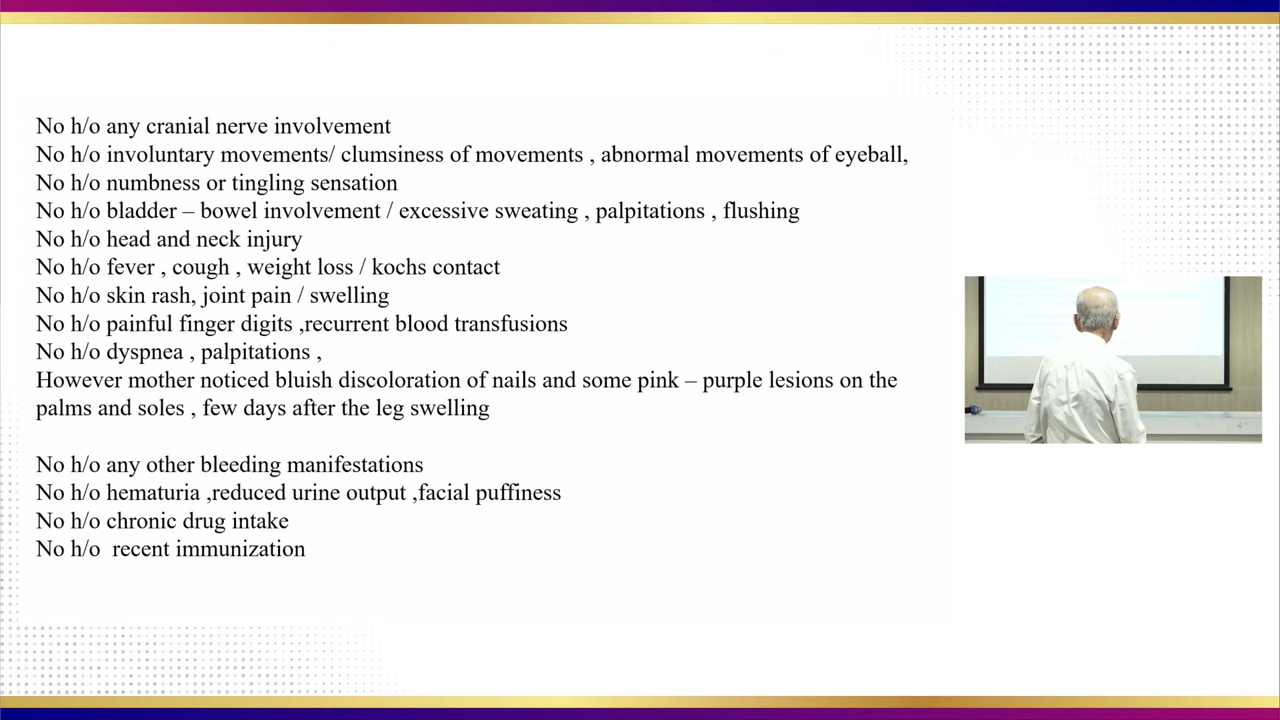 No h/o any cranial nerve involvement
No h/o involuntary movements/ clumsiness of movements , abnormal movements of eyeball,
No h/o numbness or tingling sensation
No h/o bladder – bowel involvement / excessive sweating , palpitations , flushing
No h/o head and neck injury
No h/o fever , cough , weight loss / kochs contact
No h/o skin rash, joint pain / swelling
No h/o painful finger digits ,recurrent blood transfusions
No h/o dyspnea , palpitations ,
However mother noticed bluish discoloration of nails and some pink – purple lesions on the
palms and soles , few days after the leg swelling
No h/o any other bleeding manifestations
No h/o hematuria ,reduced urine output ,facial puffiness
No h/o chronic drug intake
No h/o  recent immunization